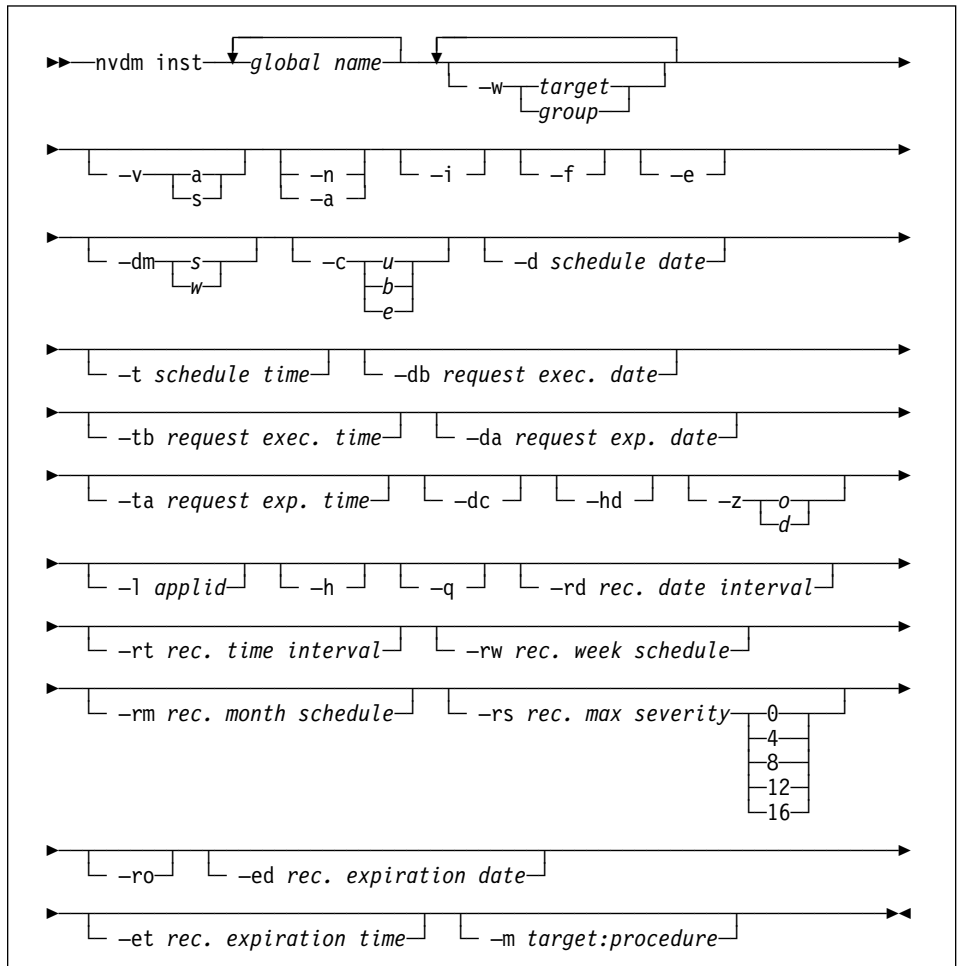 nvdm inst global name
–w target
group
–v a –n –i –f –e
s –a
–dm s –c u –d schedule date
w b
e
–t schedule time –db request exec. date
–tb request exec. time –da request exp. date
–ta request exp. time –dc –hd –z o
d
–l applid –h –q –rd rec. date interval
–rt rec. time interval –rw rec. week schedule
–rm rec. month schedule –rs rec. max severity 0
4
8
12
16
–ro –ed rec. expiration date
–et rec. expiration time –m target:procedure